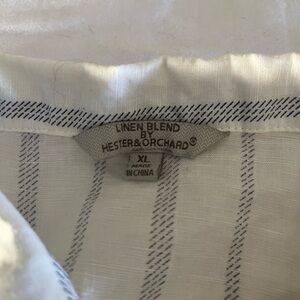 LINEN BLEND
BY
HESTER&ORCHARD®
XL
MADE
IN CHINA